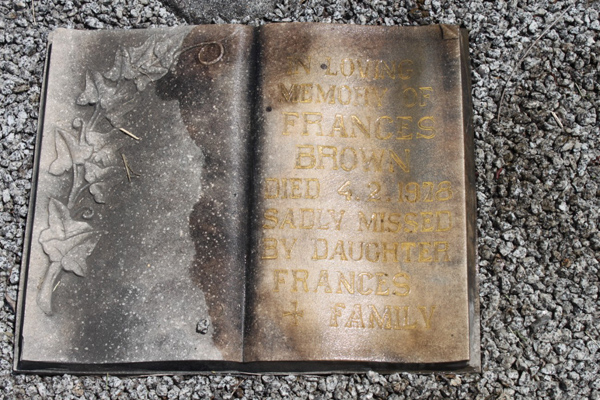 IN LOVING
MEMORY OF
FRANCES
BROWN
DIED 4.2.1978
SADLY MISSED
BY DAUGHTER
FRANCES
+ FAMILY